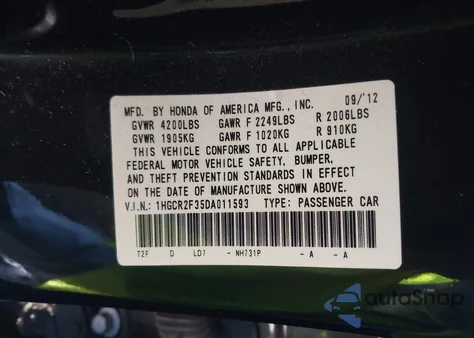 MFD. BY HONDA OF AMERICA MFG., INC. 09/'12
GVWR 4200LBS GAWR F 2249LBS R 2006LBS
GVWR 1905KG GAWR F 1020KG R 910KG
THIS VEHICLE CONFORMS TO ALL APPLICABLE
FEDERAL MOTOR VEHICLE SAFETY, BUMPER,
AND THEFT PREVENTION STANDARDS IN EFFECT
ON THE DATE OF MANUFACTURE SHOWN ABOVE.
V.I.N.: 1HGCR2F35DA011593 TYPE: PASSENGER CAR
T2F D LD7 - NH731P - A - A
autoSnap